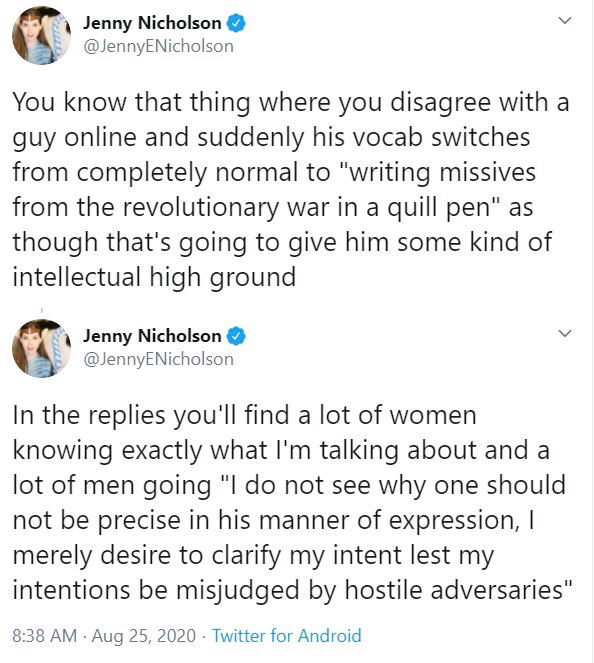 Jenny Nicholson
@JennyENicholson
You know that thing where you disagree with a
guy online and suddenly his vocab switches
from completely normal to "writing missives
from the revolutionary war in a quill pen" as
though that's going to give him some kind of
intellectual high ground
Jenny Nicholson
@JennyENicholson
In the replies you'll find a lot of women
knowing exactly what I'm talking about and a
lot of men going "I do not see why one should
not be precise in his manner of expression, I
merely desire to clarify my intent lest my
intentions be misjudged by hostile adversaries"
8:38 AM · Aug 25, 2020 · Twitter for Android